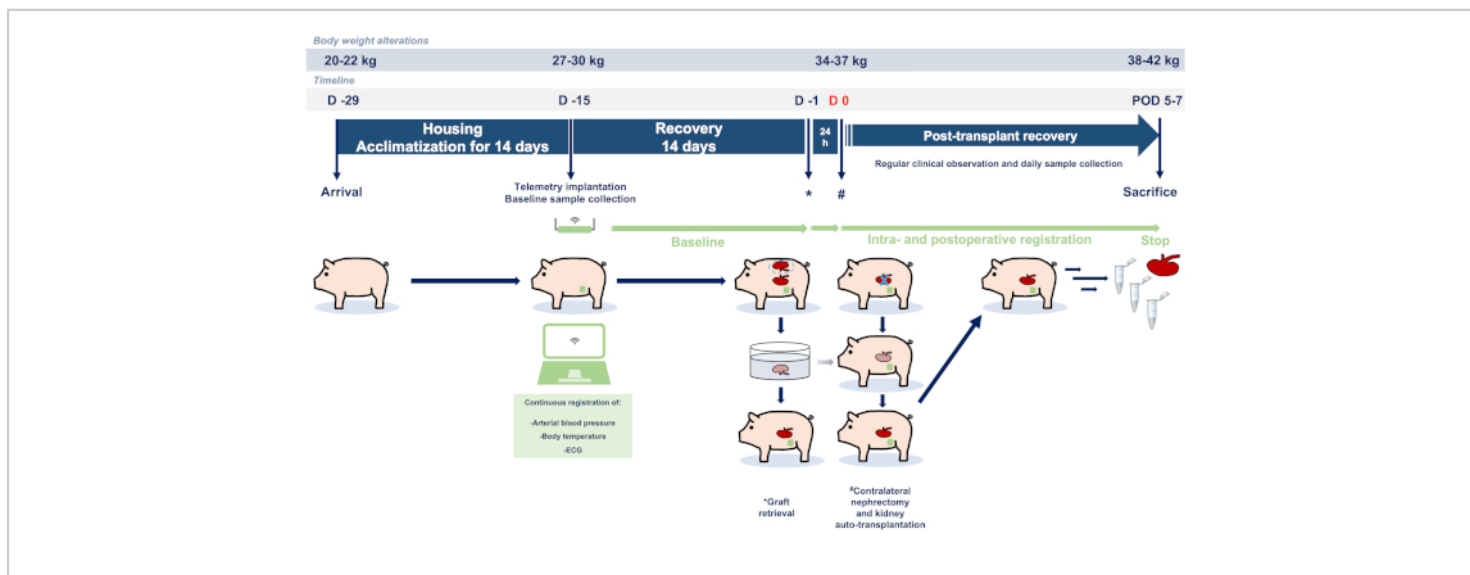 Body weight alterations
20-22 kg 27-30 kg 34-37 kg 38-42 kg
Timeline
D -29 D -15 D -1 D 0 POD 5-7
Housing
Acclimatization for 14 days
Recovery
14 days
24
h
Post-transplant recovery
Regular clinical observation and daily sample collection
Arrival
Telemetry implantation
Baseline sample collection
*
#
Sacrifice
Baseline
Intra- and postoperative registration
Stop
Continuous registration of:
-Arterial blood pressure
-Body temperature
-ECG
*Graft
retrieval
#Contralateral
nephrectomy
and kidney
auto-transplantation